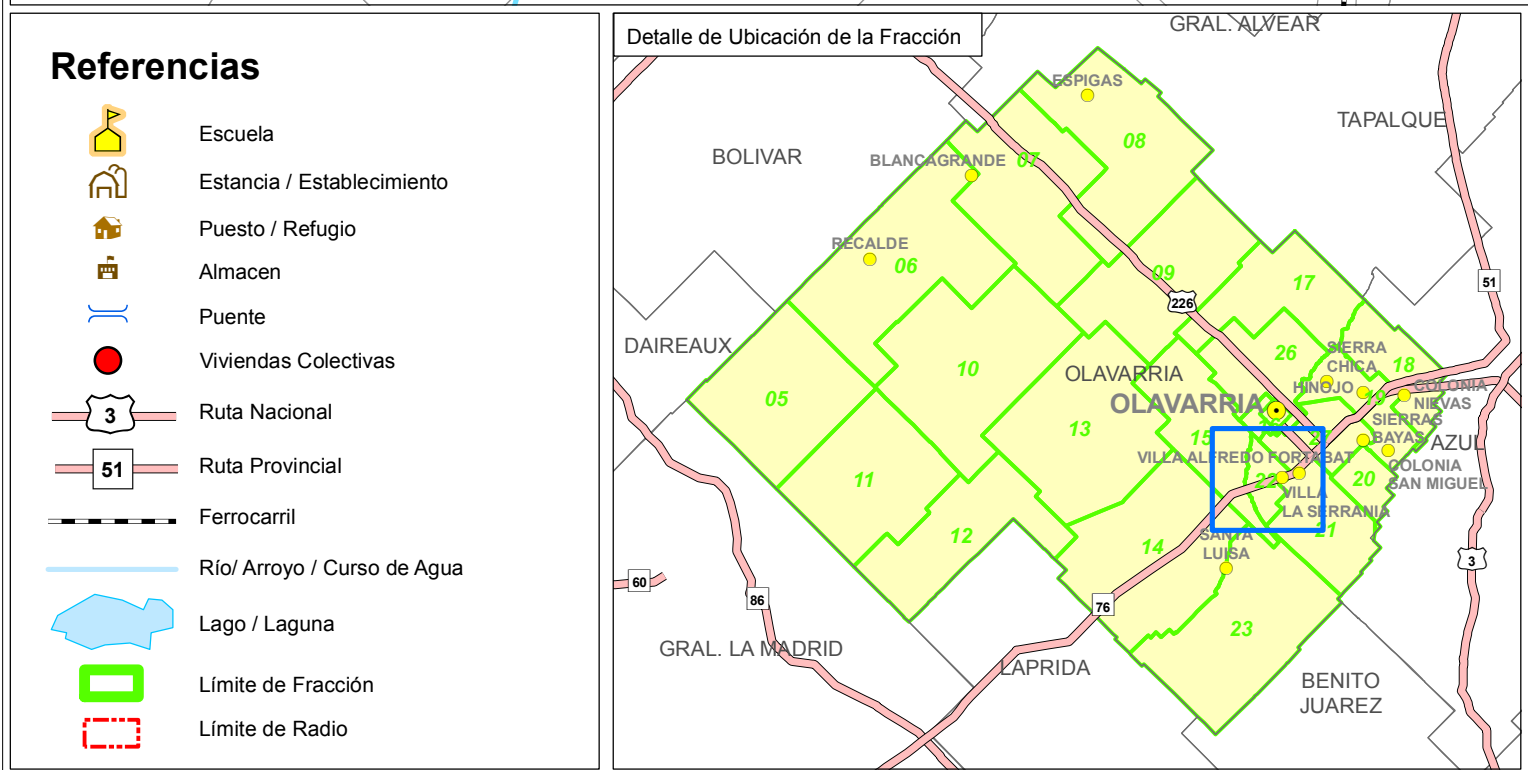 Referencias
Escuela
Estancia / Establecimiento
Puesto / Refugio
Almacen
Puente
Viviendas Colectivas
3
Ruta Nacional
51
Ruta Provincial
Ferrocarril
Río/ Arroyo / Curso de Agua
Lago / Laguna
Límite de Fracción
Límite de Radio
Detalle de Ubicación de la Fracción
GRAL. ALVEAR
ESPIGAS
TAPALQUE
08
BOLIVAR
BLANCAGRANDE
07
RECALDE
06
09
17
51
226
DAIREAUX
SIERRA
CHICA
26
18
10
OLAVARRIA
HINOJO
COLONIA
NIEVAS
19
05
OLAVARRIA
SIERRAS
BAYAS
13
15
AZUL
VILLA ALFREDO FORTABAT
COLONIA
SAN MIGUEL
11
22
20
VILLA
LA SERRANIA
12
14
SANTA
LUISA
21
60
86
76
3
23
GRAL. LA MADRID
LAPRIDA
BENITO
JUAREZ